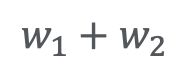 w₁ + w₂